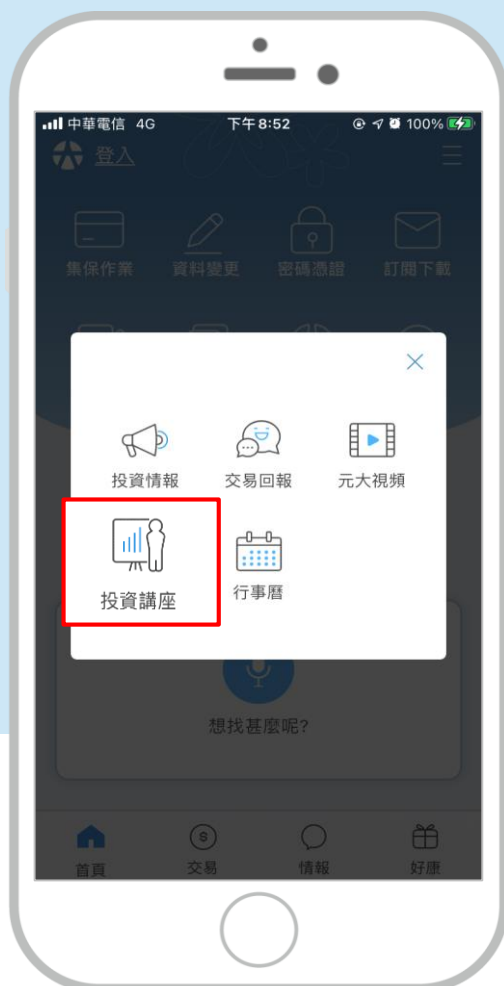 中華電信 4G 下午8:52 100%
登入
集保作業 資料變更 密碼憑證 訂閱下載
投資情報 交易回報 元大視頻
投資講座 行事曆
想找甚麼呢?
首頁 交易 情報 好康